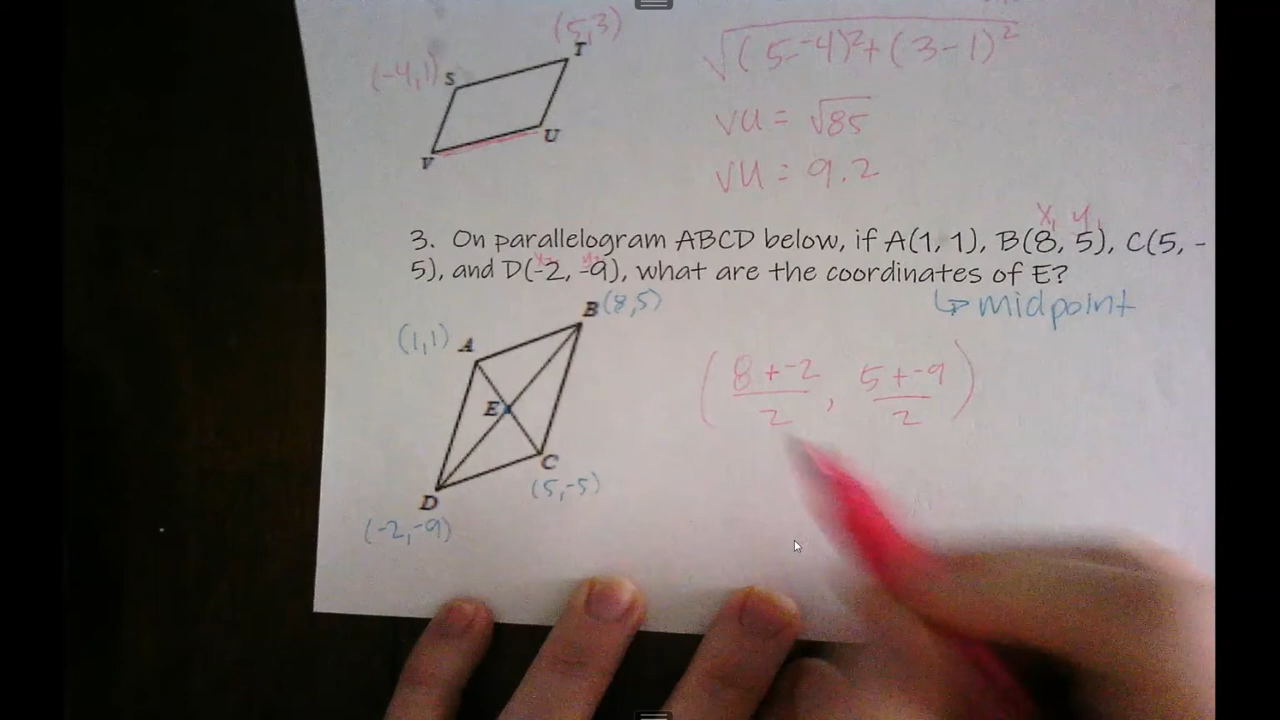 (5,3)
T
(-4,1) S
V
U
√(5--4)²+(3-1)²
VU = √85
VU = 9.2
x₁ y₁
3. On parallelogram ABCD below, if A(1, 1), B(8, 5), C(5, -
5), and D(-2, -9), what are the coordinates of E?
↳ midpoint
B (8,5)
(1,1) A
E
C
(5,-5)
D
(-2,-9)
(8+-2/2, 5+-9/2)